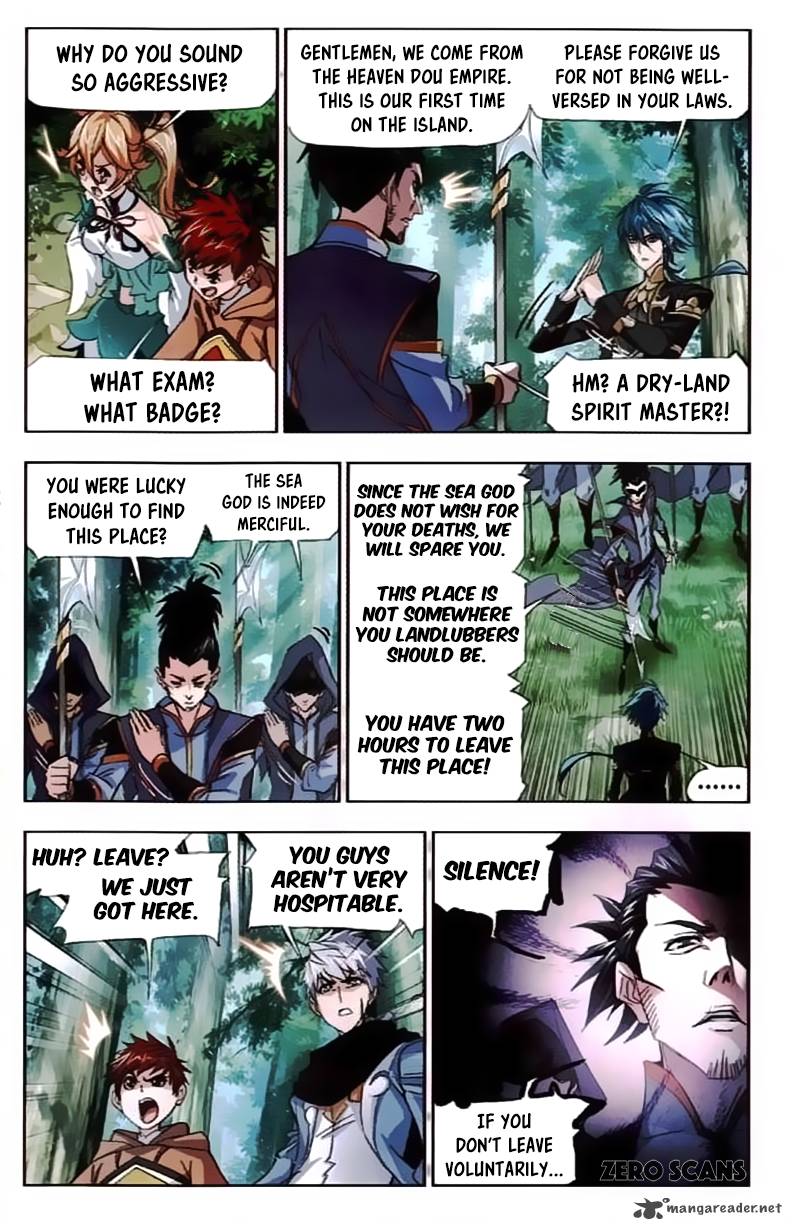 WHY DO YOU SOUND
SO AGGRESSIVE?
WHAT EXAM?
WHAT BADGE?
GENTLEMEN, WE COME FROM
THE HEAVEN DOU EMPIRE.
THIS IS OUR FIRST TIME
ON THE ISLAND.
PLEASE FORGIVE US
FOR NOT BEING WELL-
VERSED IN YOUR LAWS.
HM? A DRY-LAND
SPIRIT MASTER?!
YOU WERE LUCKY
ENOUGH TO FIND
THIS PLACE?
THE SEA
GOD IS INDEED
MERCIFUL.
SINCE THE SEA GOD
DOES NOT WISH FOR
YOUR DEATHS, WE
WILL SPARE YOU.
THIS PLACE IS
NOT SOMEWHERE
YOU LANDLUBBERS
SHOULD BE.
YOU HAVE TWO
HOURS TO LEAVE
THIS PLACE!
......
HUH? LEAVE?
WE JUST
GOT HERE.
YOU GUYS
AREN'T VERY
HOSPITABLE.
SILENCE!
IF YOU
DON'T LEAVE
VOLUNTARILY...
ZERO SCANS
mangareader.net